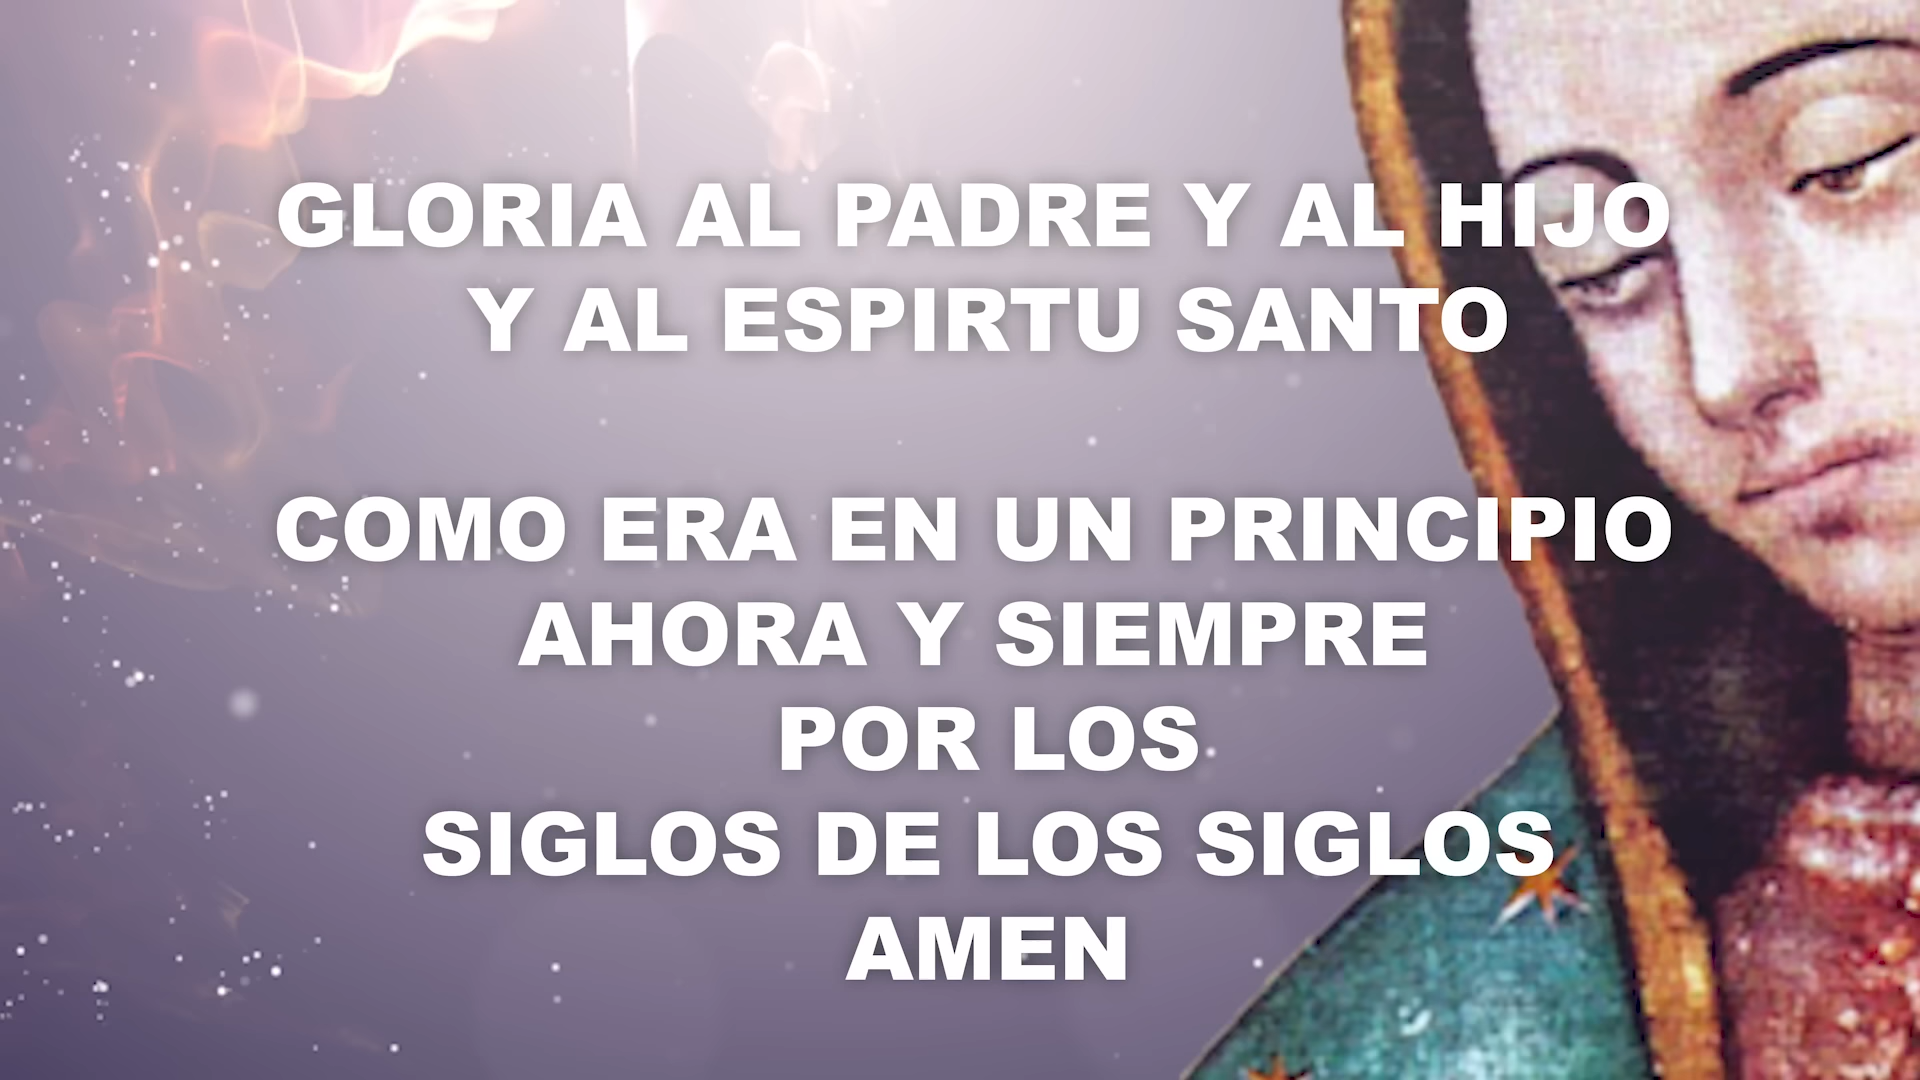 GLORIA AL PADRE Y AL HIJO
Y AL ESPIRTU SANTO
COMO ERA EN UN PRINCIPIO
AHORA Y SIEMPRE
POR LOS
SIGLOS DE LOS SIGLOS
AMEN